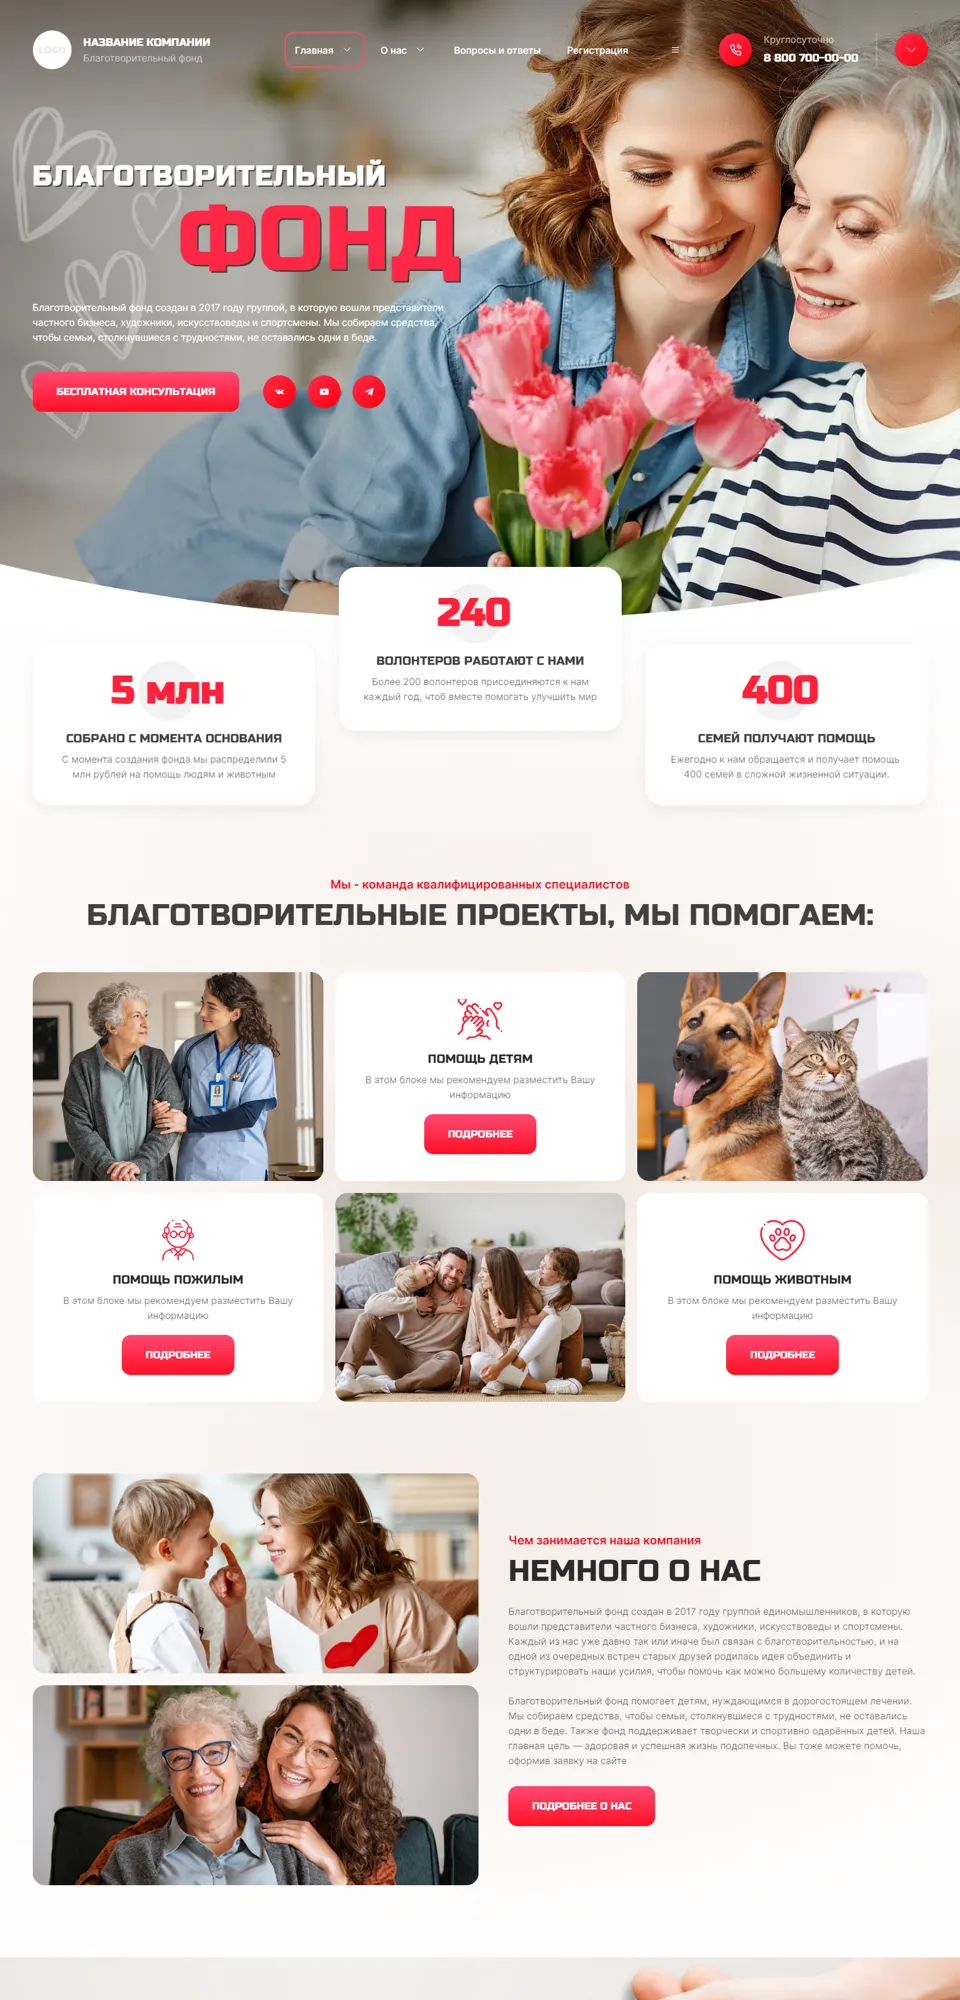 LOGO
НАЗВАНИЕ КОМПАНИИ
Благотворительный фонд
Главная
О нас
Вопросы и ответы
Регистрация
Круглосуточно
8 800 700-00-00
БЛАГОТВОРИТЕЛЬНЫЙ
ФОНД
Благотворительный фонд создан в 2017 году группой, в которую вошли представители
частного бизнеса, художники, искусствоведы и спортсмены. Мы собираем средства,
чтобы семьи, столкнувшиеся с трудностями, не оставались одни в беде.
БЕСПЛАТНАЯ КОНСУЛЬТАЦИЯ
240
ВОЛОНТЕРОВ РАБОТАЮТ С НАМИ
Более 200 волонтеров присоединяются к нам
каждый год, чтоб вместе помогать улучшить мир
5 млн
СОБРАНО С МОМЕНТА ОСНОВАНИЯ
С момента создания фонда мы распределили 5
млн рублей на помощь людям и животным
400
СЕМЕЙ ПОЛУЧАЮТ ПОМОЩЬ
Ежегодно к нам обращается и получает помощь
400 семей в сложной жизненной ситуации.
Мы - команда квалифицированных специалистов
БЛАГОТВОРИТЕЛЬНЫЕ ПРОЕКТЫ, МЫ ПОМОГАЕМ:
ПОМОЩЬ ДЕТЯМ
В этом блоке мы рекомендуем разместить Вашу
информацию
ПОДРОБНЕЕ
ПОМОЩЬ ПОЖИЛЫМ
В этом блоке мы рекомендуем разместить Вашу
информацию
ПОДРОБНЕЕ
ПОМОЩЬ ЖИВОТНЫМ
В этом блоке мы рекомендуем разместить Вашу
информацию
ПОДРОБНЕЕ
Чем занимается наша компания
НЕМНОГО О НАС
Благотворительный фонд создан в 2017 году группой единомышленников, в которую
вошли представители частного бизнеса, художники, искусствоведы и спортсмены.
Каждый из нас уже давно так или иначе был связан с благотворительностью, и на
одной из очередных встреч старых друзей родилась идея объединить и
структурировать наши усилия, чтобы помочь как можно большему количеству детей.
Благотворительный фонд помогает детям, нуждающимся в дорогостоящем лечении.
Мы собираем средства, чтобы семьи, столкнувшиеся с трудностями, не оставались
одни в беде. Также фонд поддерживает творчески и спортивно одарённых детей. Наша
главная цель — здоровая и успешная жизнь подопечных. Вы тоже можете помочь,
оформив заявку на сайте
ПОДРОБНЕЕ О НАС